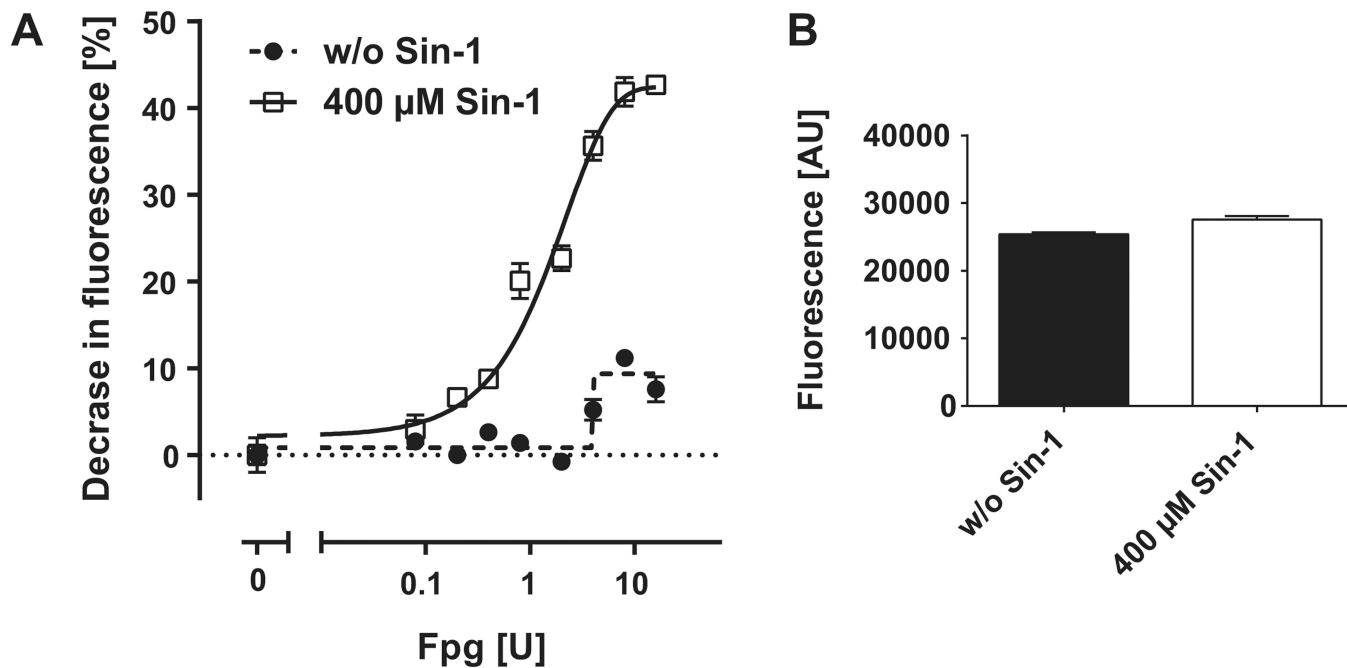 A
Decrase in fluorescence [%]
50
40
30
20
10
0
w/o Sin-1
400 µM Sin-1
0
0.1
1
10
Fpg [U]
B
Fluorescence [AU]
40000
30000
20000
10000
0
w/o Sin-1
400 µM Sin-1